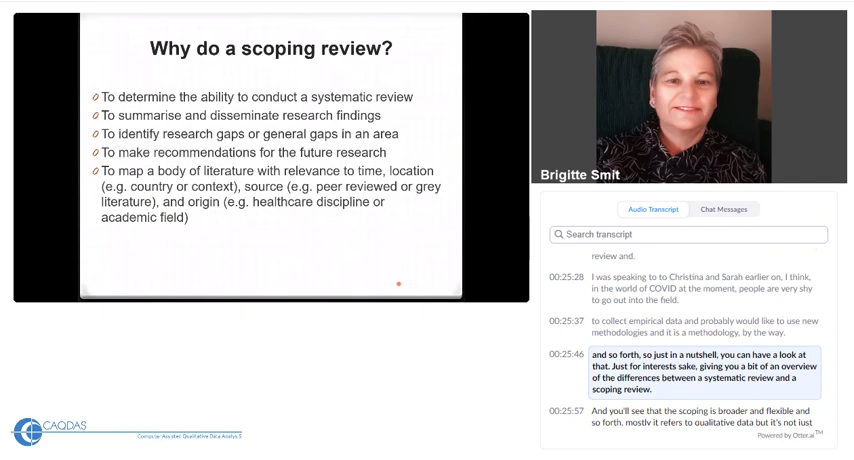 Why do a scoping review?
To determine the ability to conduct a systematic review
To summarise and disseminate research findings
To identify research gaps or general gaps in an area
To make recommendations for the future research
To map a body of literature with relevance to time, location
(e.g. country or context), source (e.g. peer reviewed or grey
literature), and origin (e.g. healthcare discipline or
academic field)
Brigitte Smit
Audio Transcript
Chat Messages
Search transcript
review and.
00:25:28
I was speaking to to Christina and Sarah earlier on, I think,
in the world of COVID at the moment, people are very shy
to go out into the field.
00:25:37
to collect empirical data and probably would like to use new
methodologies and it is a methodology, by the way.
00:25:46
and so forth, so just in a nutshell, you can have a look at
that. Just for interests sake, giving you a bit of an overview
of the differences between a systematic review and a
scoping review.
00:25:57
And you'll see that the scoping is broader and flexible and
so forth. mostly it refers to qualitative data but it's not just
Powered by Otter.ai™
CAQDAS
Computer Assisted Qualitative Data Analysis